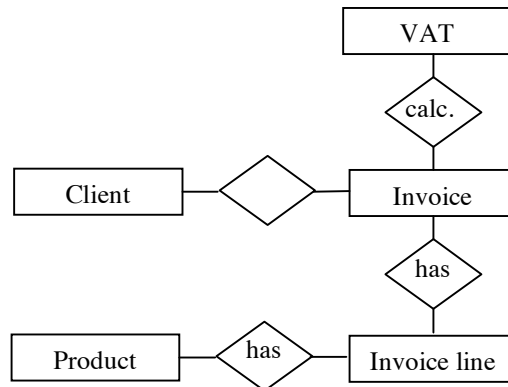 VAT
calc.
Client
Invoice
has
Product
has
Invoice line